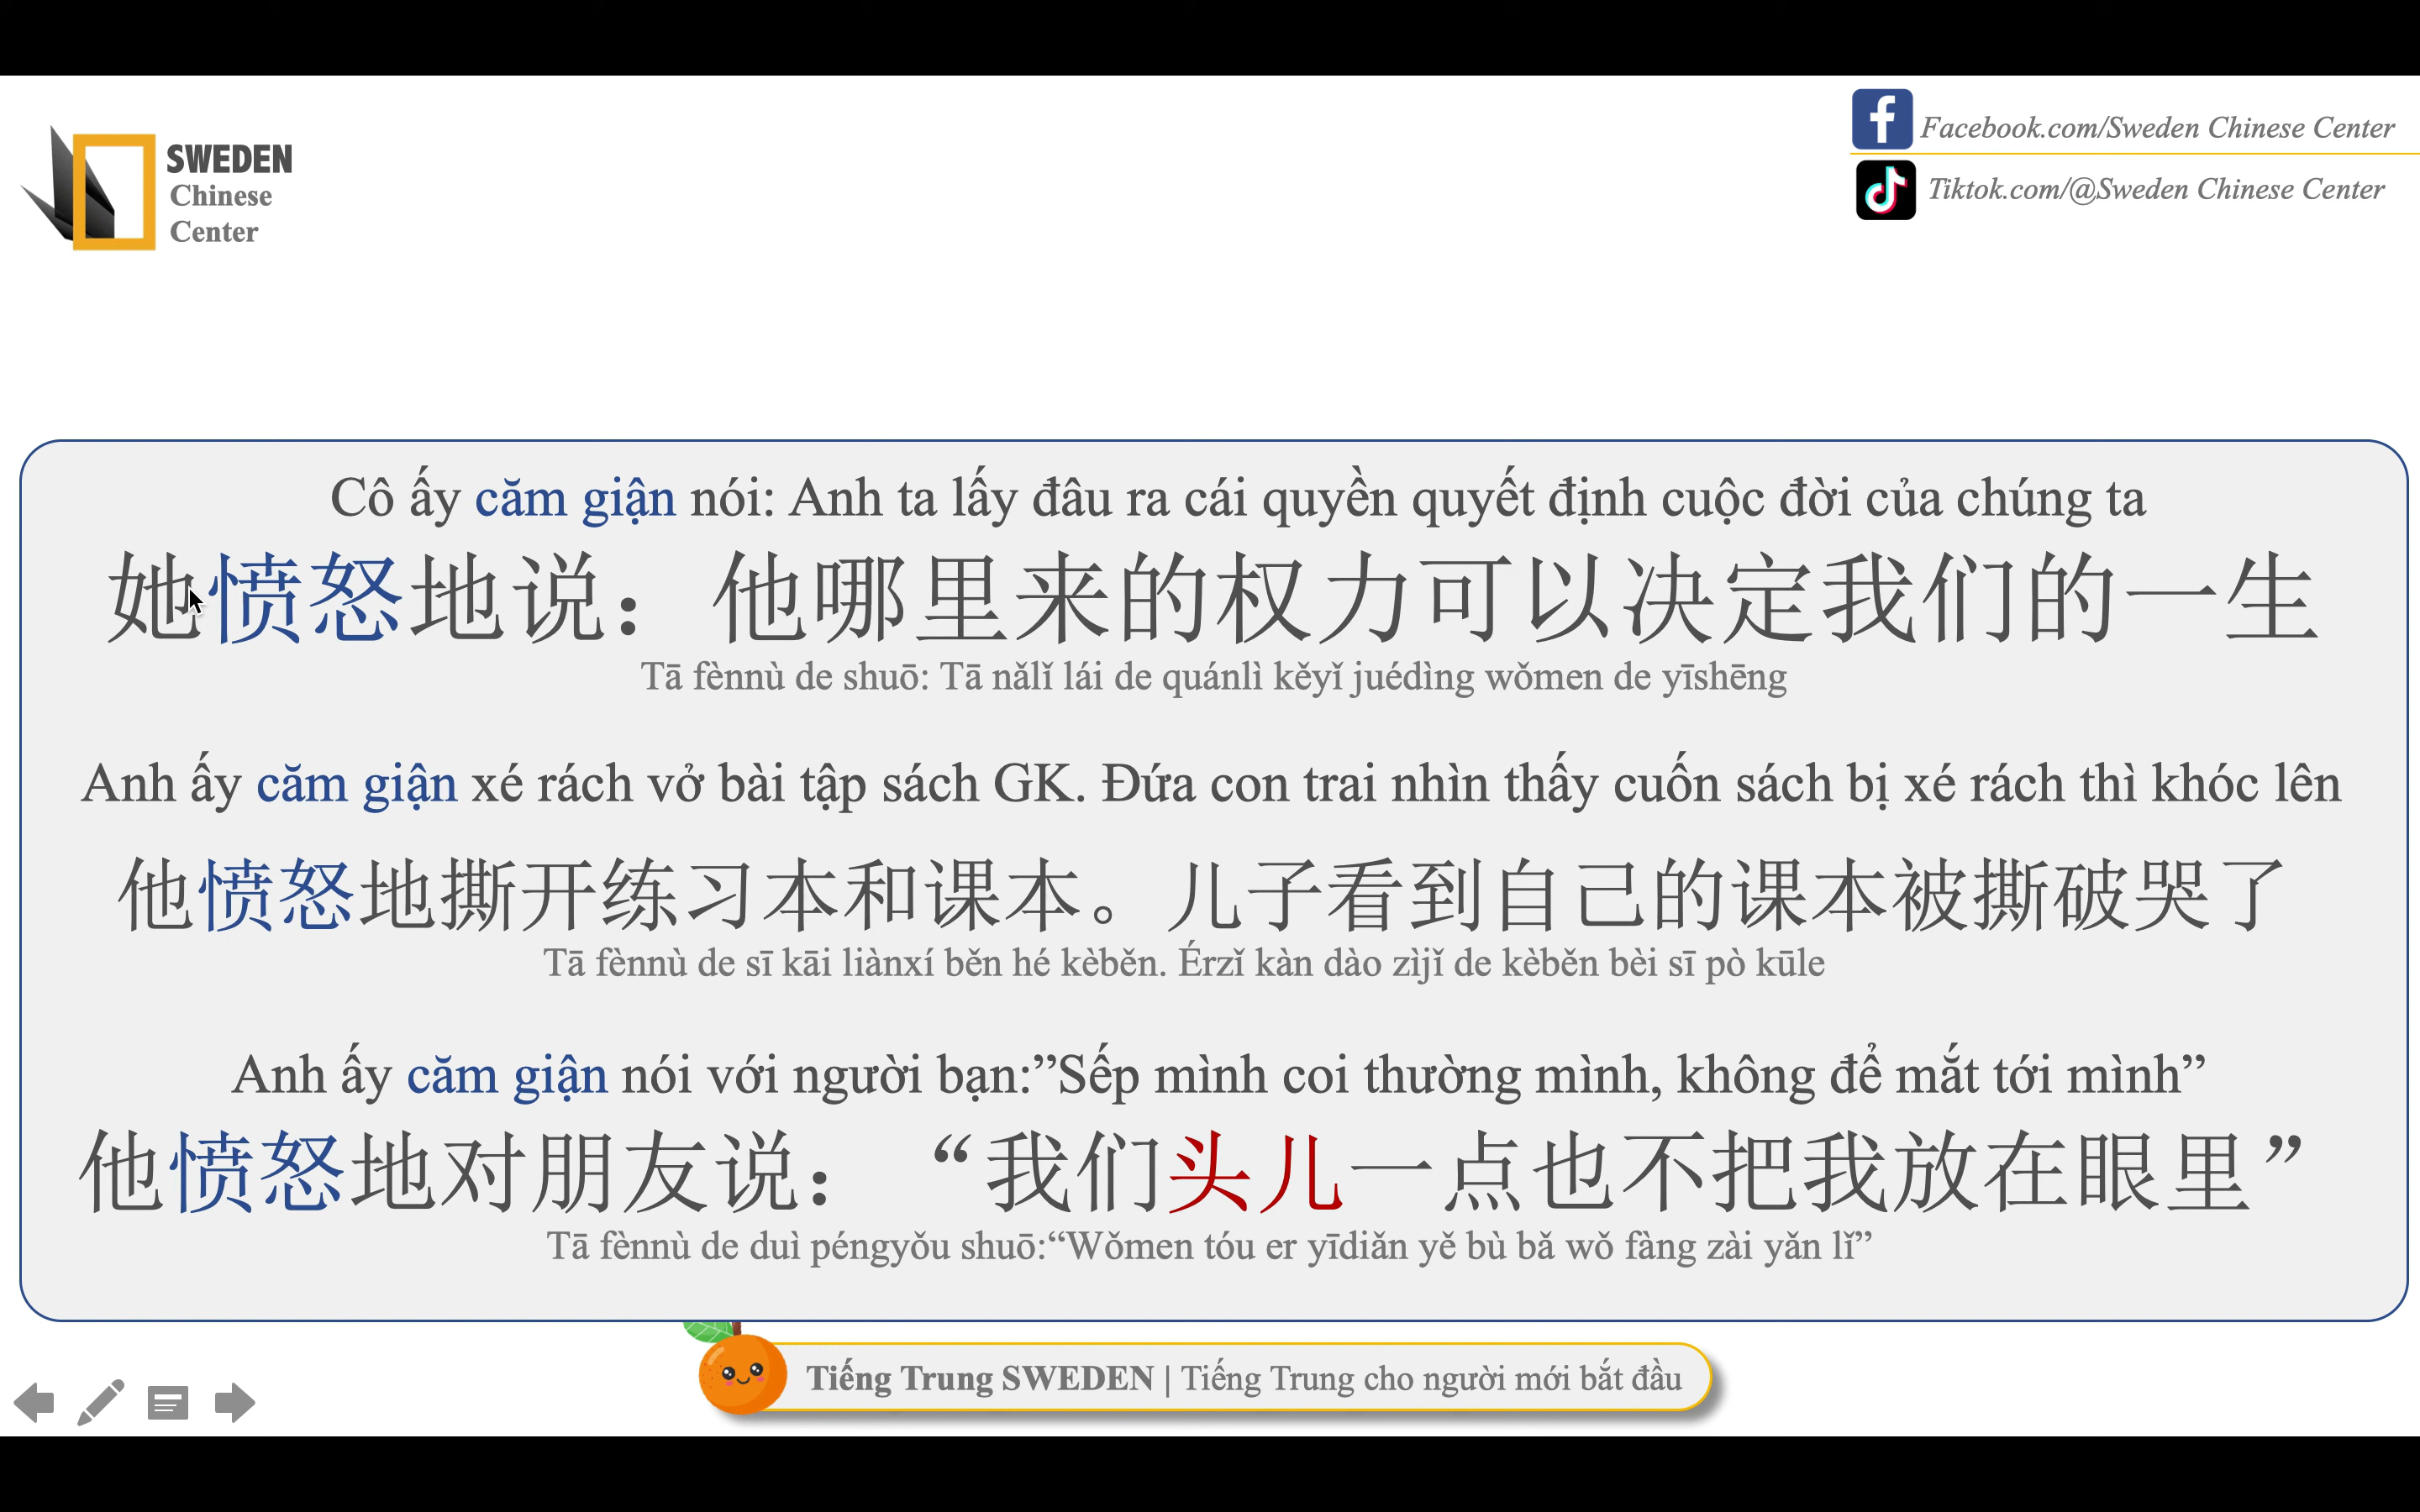 SWEDEN
Chinese
Center
Facebook.com/Sweden Chinese Center
Tiktok.com/@Sweden Chinese Center
Cô ấy căm giận nói: Anh ta lấy đâu ra cái quyền quyết định cuộc đời của chúng ta
她愤怒地说：他哪里来的权力可以决定我们的一生
Tā fènnù de shuō: Tā nǎlǐ lái de quánlì kěyǐ juédìng wǒmen de yīshēng
Anh ấy căm giận xé rách vở bài tập sách GK. Đứa con trai nhìn thấy cuốn sách bị xé rách thì khóc lên
他愤怒地撕开练习本和课本。儿子看到自己的课本被撕破哭了
Tā fènnù de sī kāi liànxí běn hé kèběn. Érzǐ kàn dào zìjǐ de kèběn bèi sī pò kūle
Anh ấy căm giận nói với người bạn:”Sếp mình coi thường mình, không để mắt tới mình”
他愤怒地对朋友说：“我们头儿一点也不把我放在眼里”
Tā fènnù de duì péngyǒu shuō:“Wǒmen tóu er yīdiǎn yě bù bǎ wǒ fàng zài yǎn lǐ”
Tiếng Trung SWEDEN | Tiếng Trung cho người mới bắt đầu